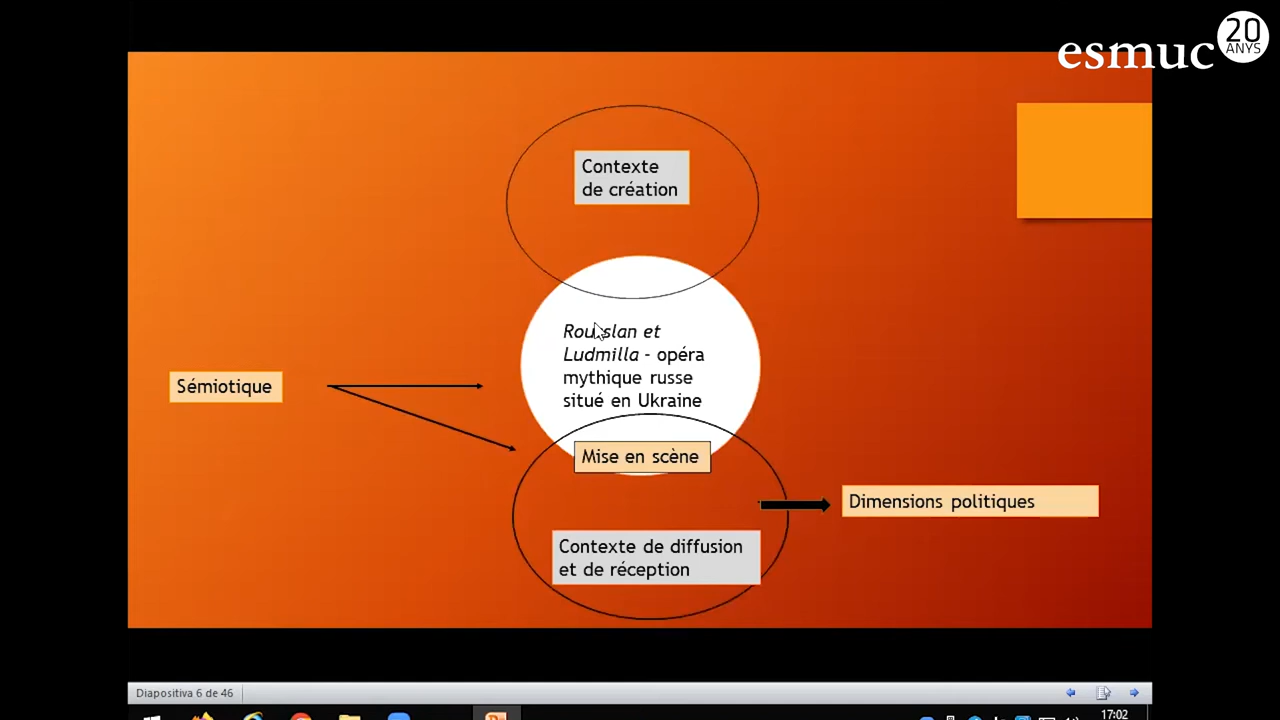 20
ANYS
esmuc
Contexte
de création
Rouslan et
Ludmilla - opéra
mythique russe
situé en Ukraine
Sémiotique
Mise en scène
Dimensions politiques
Contexte de diffusion
et de réception
Diapositiva 6 de 46
17:02